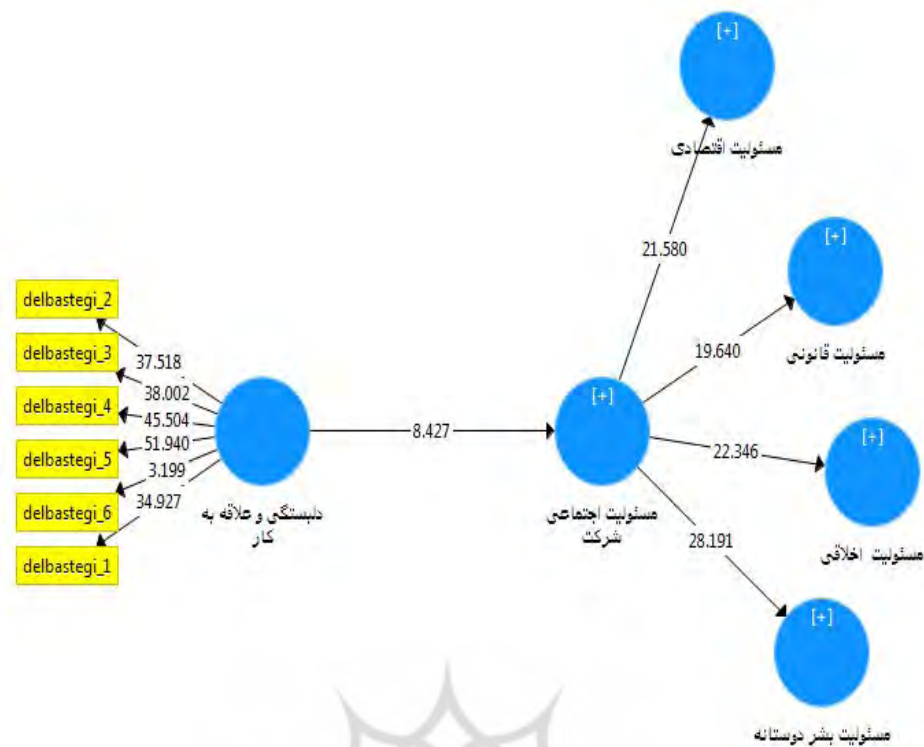 [+]
مسئولیت اقتصادی
21.580
[+]
مسئولیت قانونی
19.640
delbastegi_2
delbastegi_3
delbastegi_4
delbastegi_5
delbastegi_6
delbastegi_1
37.518
38.002
45.504
51.940
3.199
34.927
دلبستگی و علاقه به
کار
8.427
[+]
مسئولیت اجتماعی
شرکت
22.346
[+]
مسئولیت اخلاقی
28.191
[+]
مسئولیت بشر دوستانه